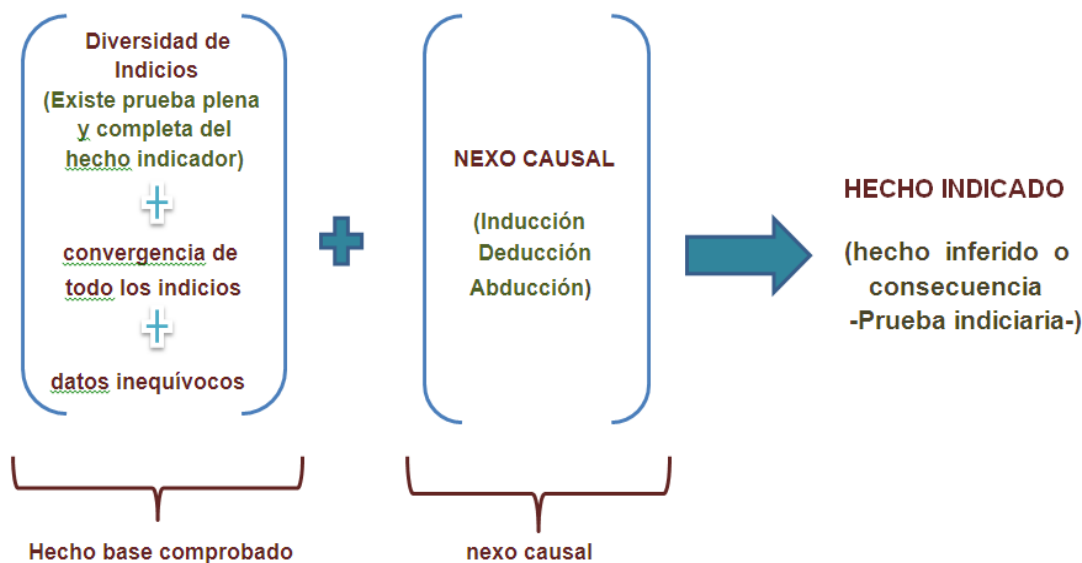 Diversidad de
Indicios
(Existe prueba plena
y completa del
hecho indicador)
convergencia de
todo los indicios
datos inequívocos
Hecho base comprobado
NEXO CAUSAL
(Inducción
Deducción
Abducción)
nexo causal
HECHO INDICADO
(hecho inferido o
consecuencia
-Prueba indiciaria-)